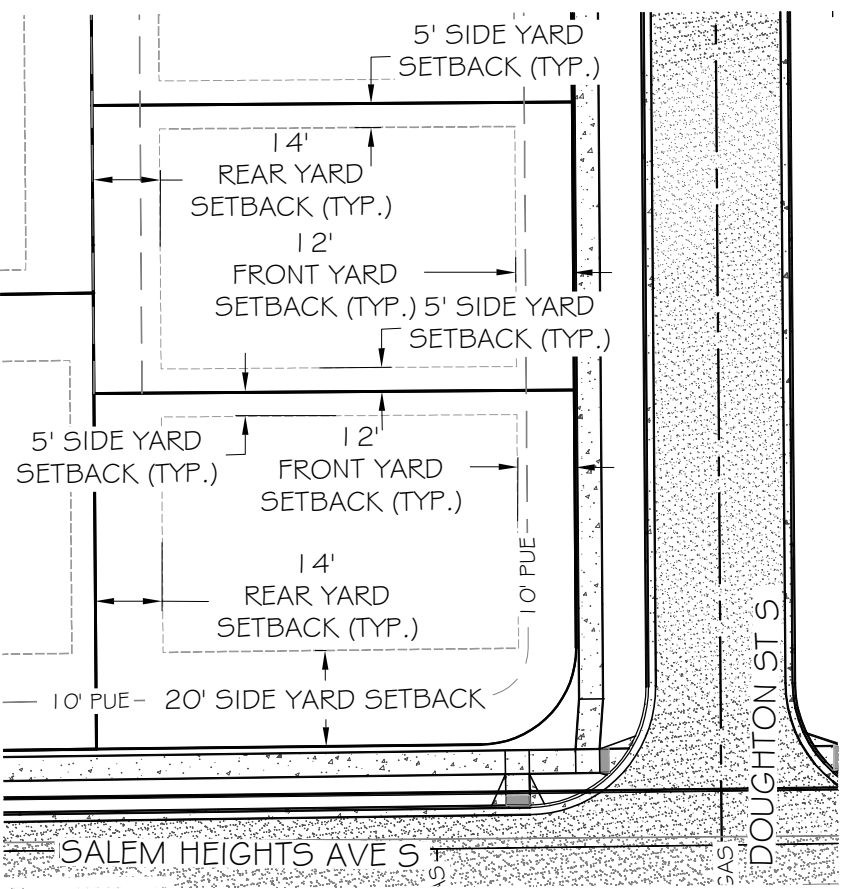 5' SIDE YARD
SETBACK (TYP.)
14'
REAR YARD
SETBACK (TYP.)
12'
FRONT YARD
SETBACK (TYP.)
5' SIDE YARD
SETBACK (TYP.)
5' SIDE YARD
SETBACK (TYP.)
12'
FRONT YARD
SETBACK (TYP.)
14'
REAR YARD
SETBACK (TYP.)
10' PUE
10' PUE
20' SIDE YARD SETBACK
DOUGHTON ST S
SALEM HEIGHTS AVE S
GAS